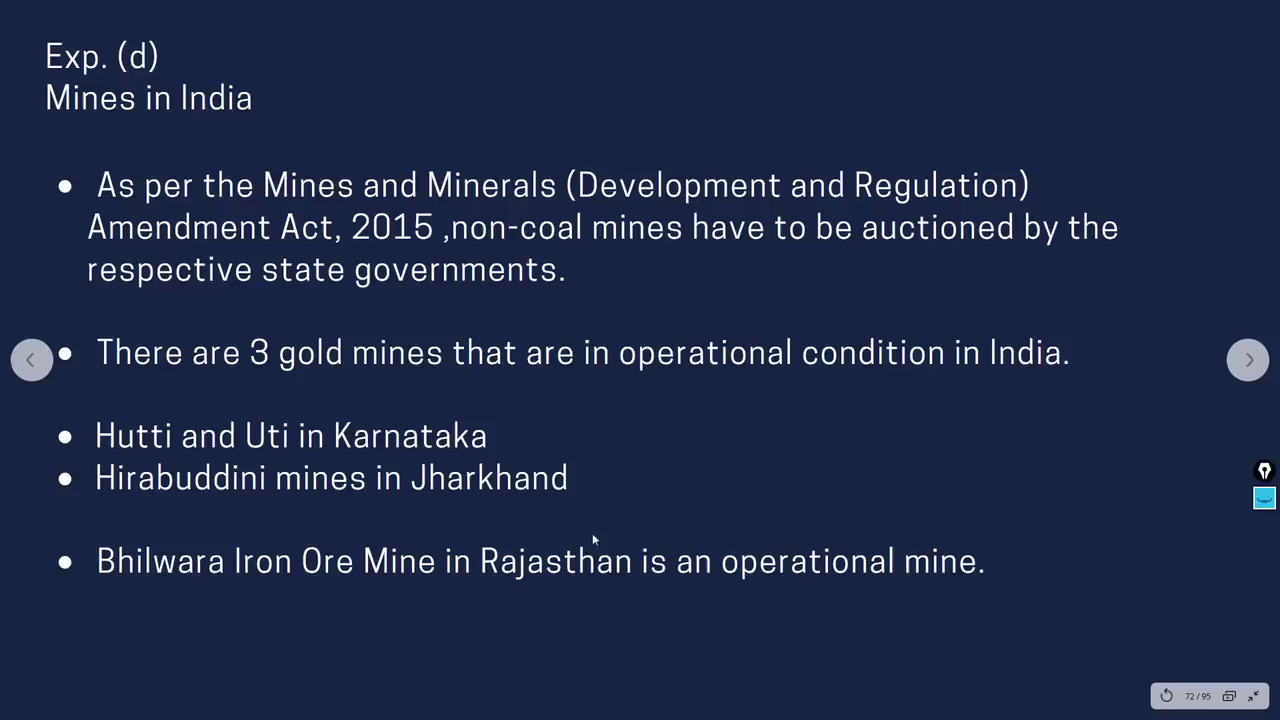 Exp. (d)
Mines in India
• As per the Mines and Minerals (Development and Regulation)
Amendment Act, 2015 ,non-coal mines have to be auctioned by the
respective state governments.
• There are 3 gold mines that are in operational condition in India.
• Hutti and Uti in Karnataka
• Hirabuddini mines in Jharkhand
• Bhilwara Iron Ore Mine in Rajasthan is an operational mine.
72 / 95